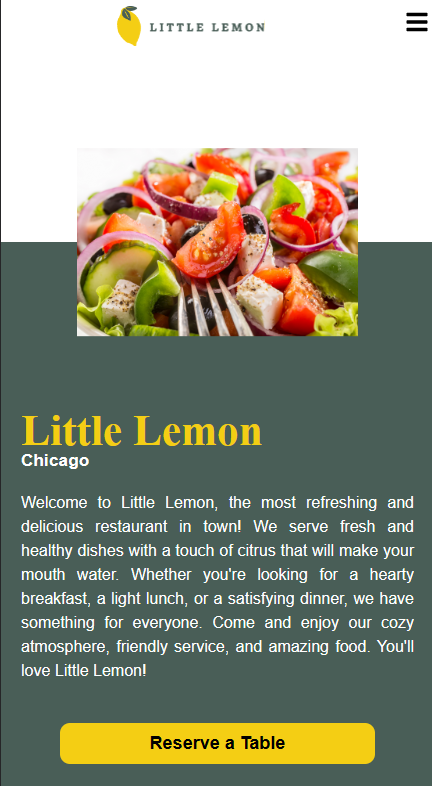 LITTLE LEMON
Little Lemon
Chicago
Welcome to Little Lemon, the most refreshing and
delicious restaurant in town! We serve fresh and
healthy dishes with a touch of citrus that will make your
mouth water. Whether you're looking for a hearty
breakfast, a light lunch, or a satisfying dinner, we have
something for everyone. Come and enjoy our cozy
atmosphere, friendly service, and amazing food. You'll
love Little Lemon!
Reserve a Table